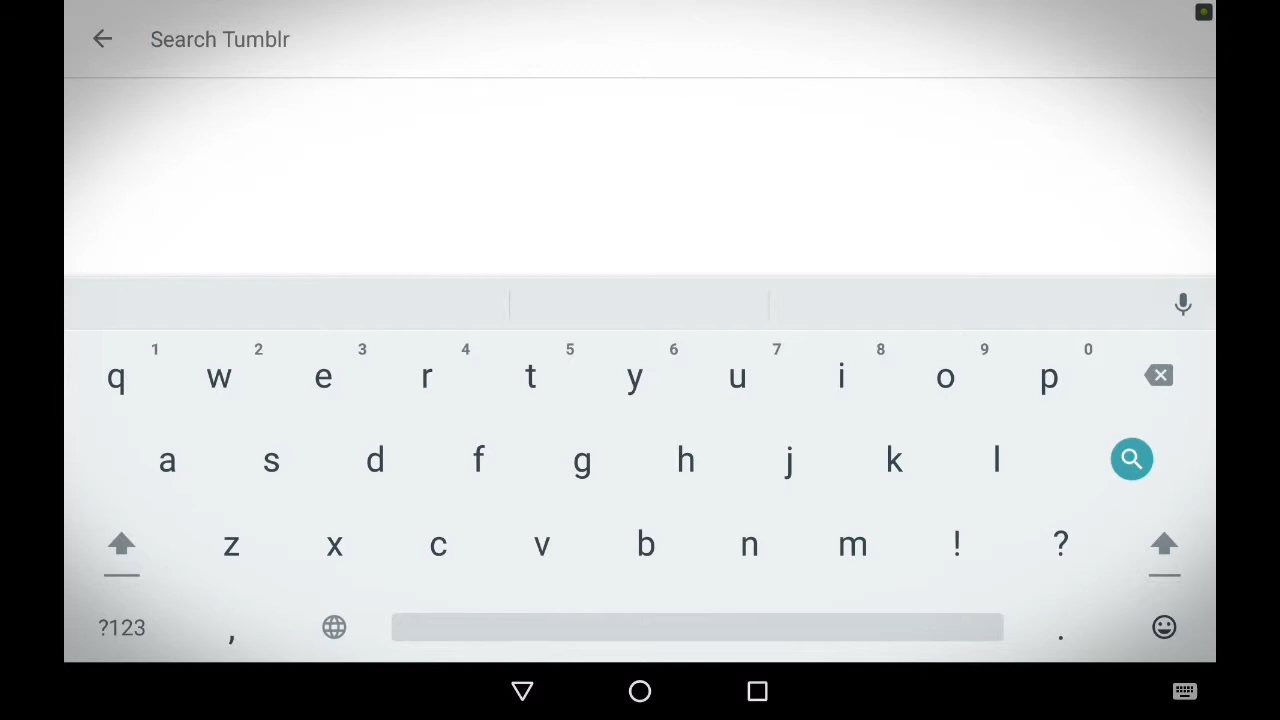 Search Tumblr
1 2 3 4 5 6 7 8 9 0
q w e r t y u i o p
a s d f g h j k l
z x c v b n m ! ?
?123 , .